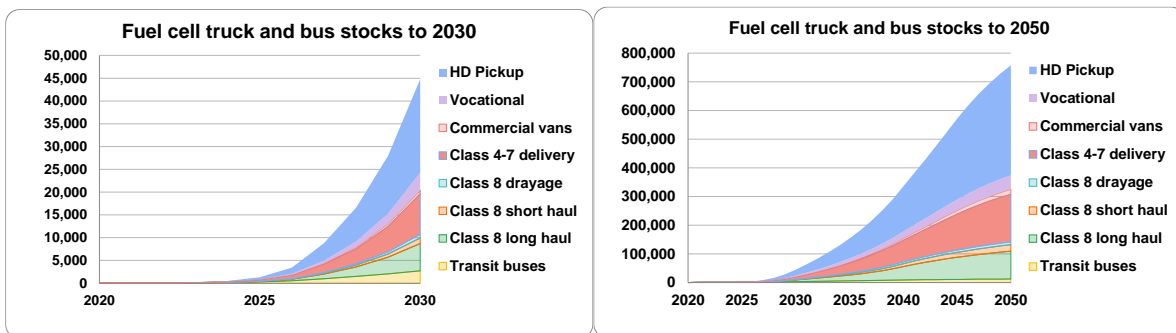 Fuel cell truck and bus stocks to 2030
50,000
45,000
40,000
35,000
30,000
25,000
20,000
15,000
10,000
5,000
0
2020
2025
2030
HD Pickup
Vocational
Commercial vans
Class 4-7 delivery
Class 8 drayage
Class 8 short haul
Class 8 long haul
Transit buses
Fuel cell truck and bus stocks to 2050
800,000
700,000
600,000
500,000
400,000
300,000
200,000
100,000
0
2020
2025
2030
2035
2040
2045
2050
HD Pickup
Vocational
Commercial vans
Class 4-7 delivery
Class 8 drayage
Class 8 short haul
Class 8 long haul
Transit buses